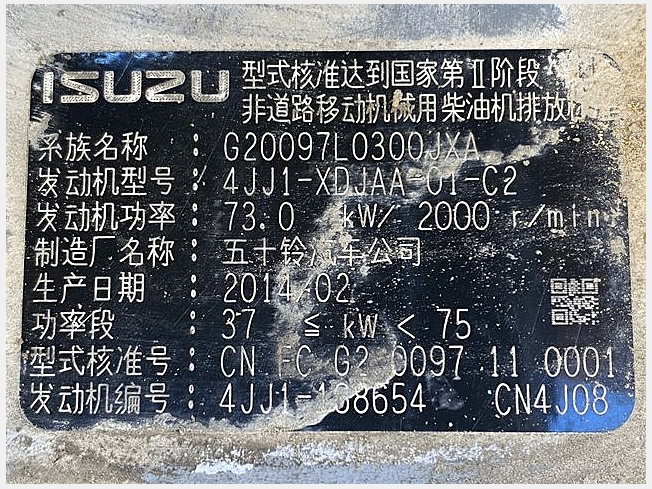 ISUZU 型式核准达到国家第Ⅱ阶段
非道路移动机械用柴油机排放
系族名称 : G20097L0300JXA
发动机型号 : 4JJ1-XDJAA-01-C2
发动机功率 : 73.0 kW/ 2000 r/min
制造厂名称 : 五十铃汽车公司
生产日期 : 2014/02
功率段 : 37 ≤ kW < 75
型式核准号 : CN FC G2 0097 11 0001
发动机编号 : 4JJ1-168654 CN4J08